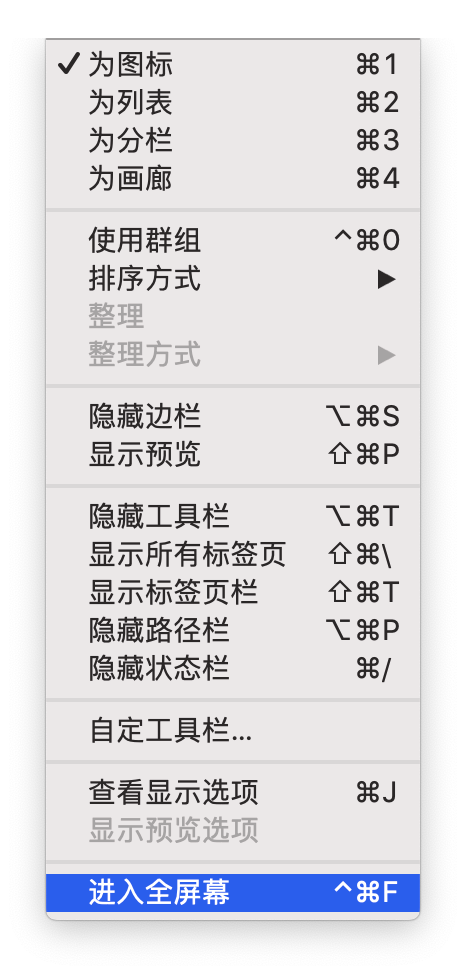 ✓ 为图标 ⌘1
为列表 ⌘2
为分栏 ⌘3
为画廊 ⌘4
使用群组 ^⌘0
排序方式 ▶
整理
整理方式 ▶
隐藏边栏 ⌥⌘S
显示预览 ⇧⌘P
隐藏工具栏 ⌥⌘T
显示所有标签页 ⇧⌘\
显示标签页栏 ⇧⌘T
隐藏路径栏 ⌥⌘P
隐藏状态栏 ⌘/
自定工具栏...
查看显示选项 ⌘J
显示预览选项
进入全屏幕 ^⌘F